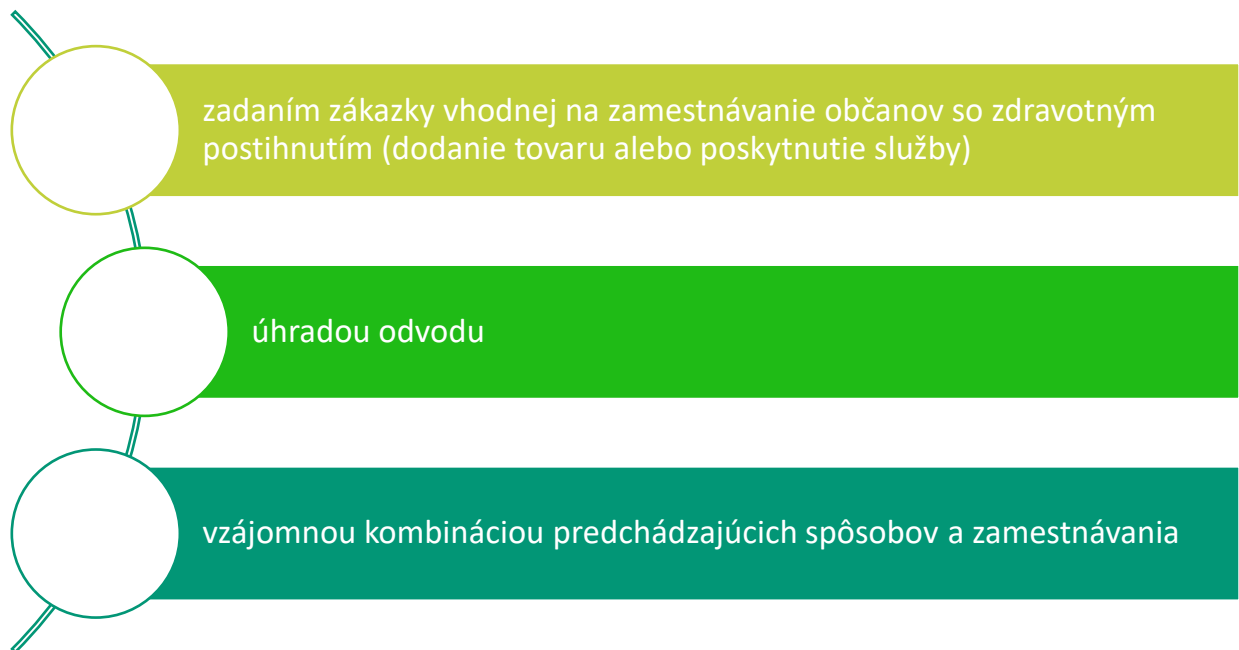 zadaním zákazky vhodnej na zamestnávanie občanov so zdravotným
postihnutím (dodanie tovaru alebo poskytnutie služby)
úhradou odvodu
vzájomnou kombináciou predchádzajúcich spôsobov a zamestnávania